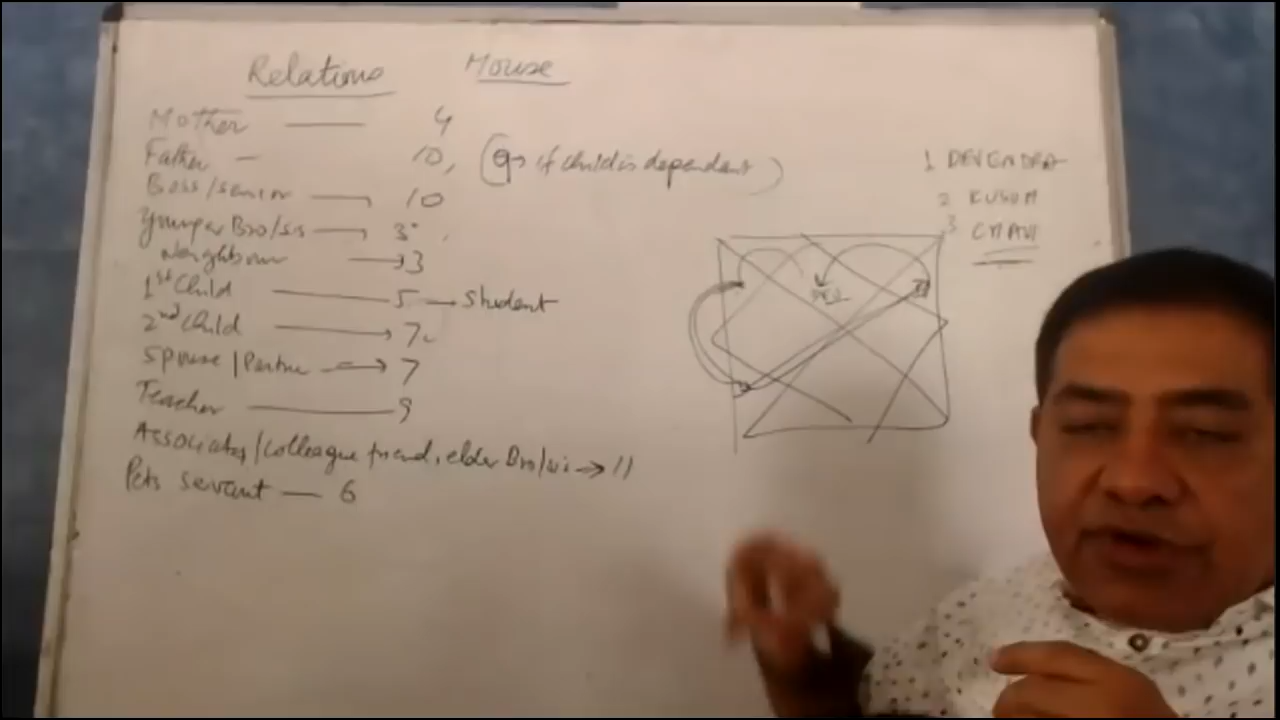 Relations House
Mother — 4
Father — 10, (9→ if child is dependent)
Boss/senior — 10
Younger Bro/sis — 3
Neighbour → 3
1st Child — 5 — student
2nd Child → 7
Spouse/Partner → 7
Teacher — 9
Associates/Colleague friend, elder Bro/sis → 11
Pets servant — 6
1 DEVENDRA
2 KUSUM
3